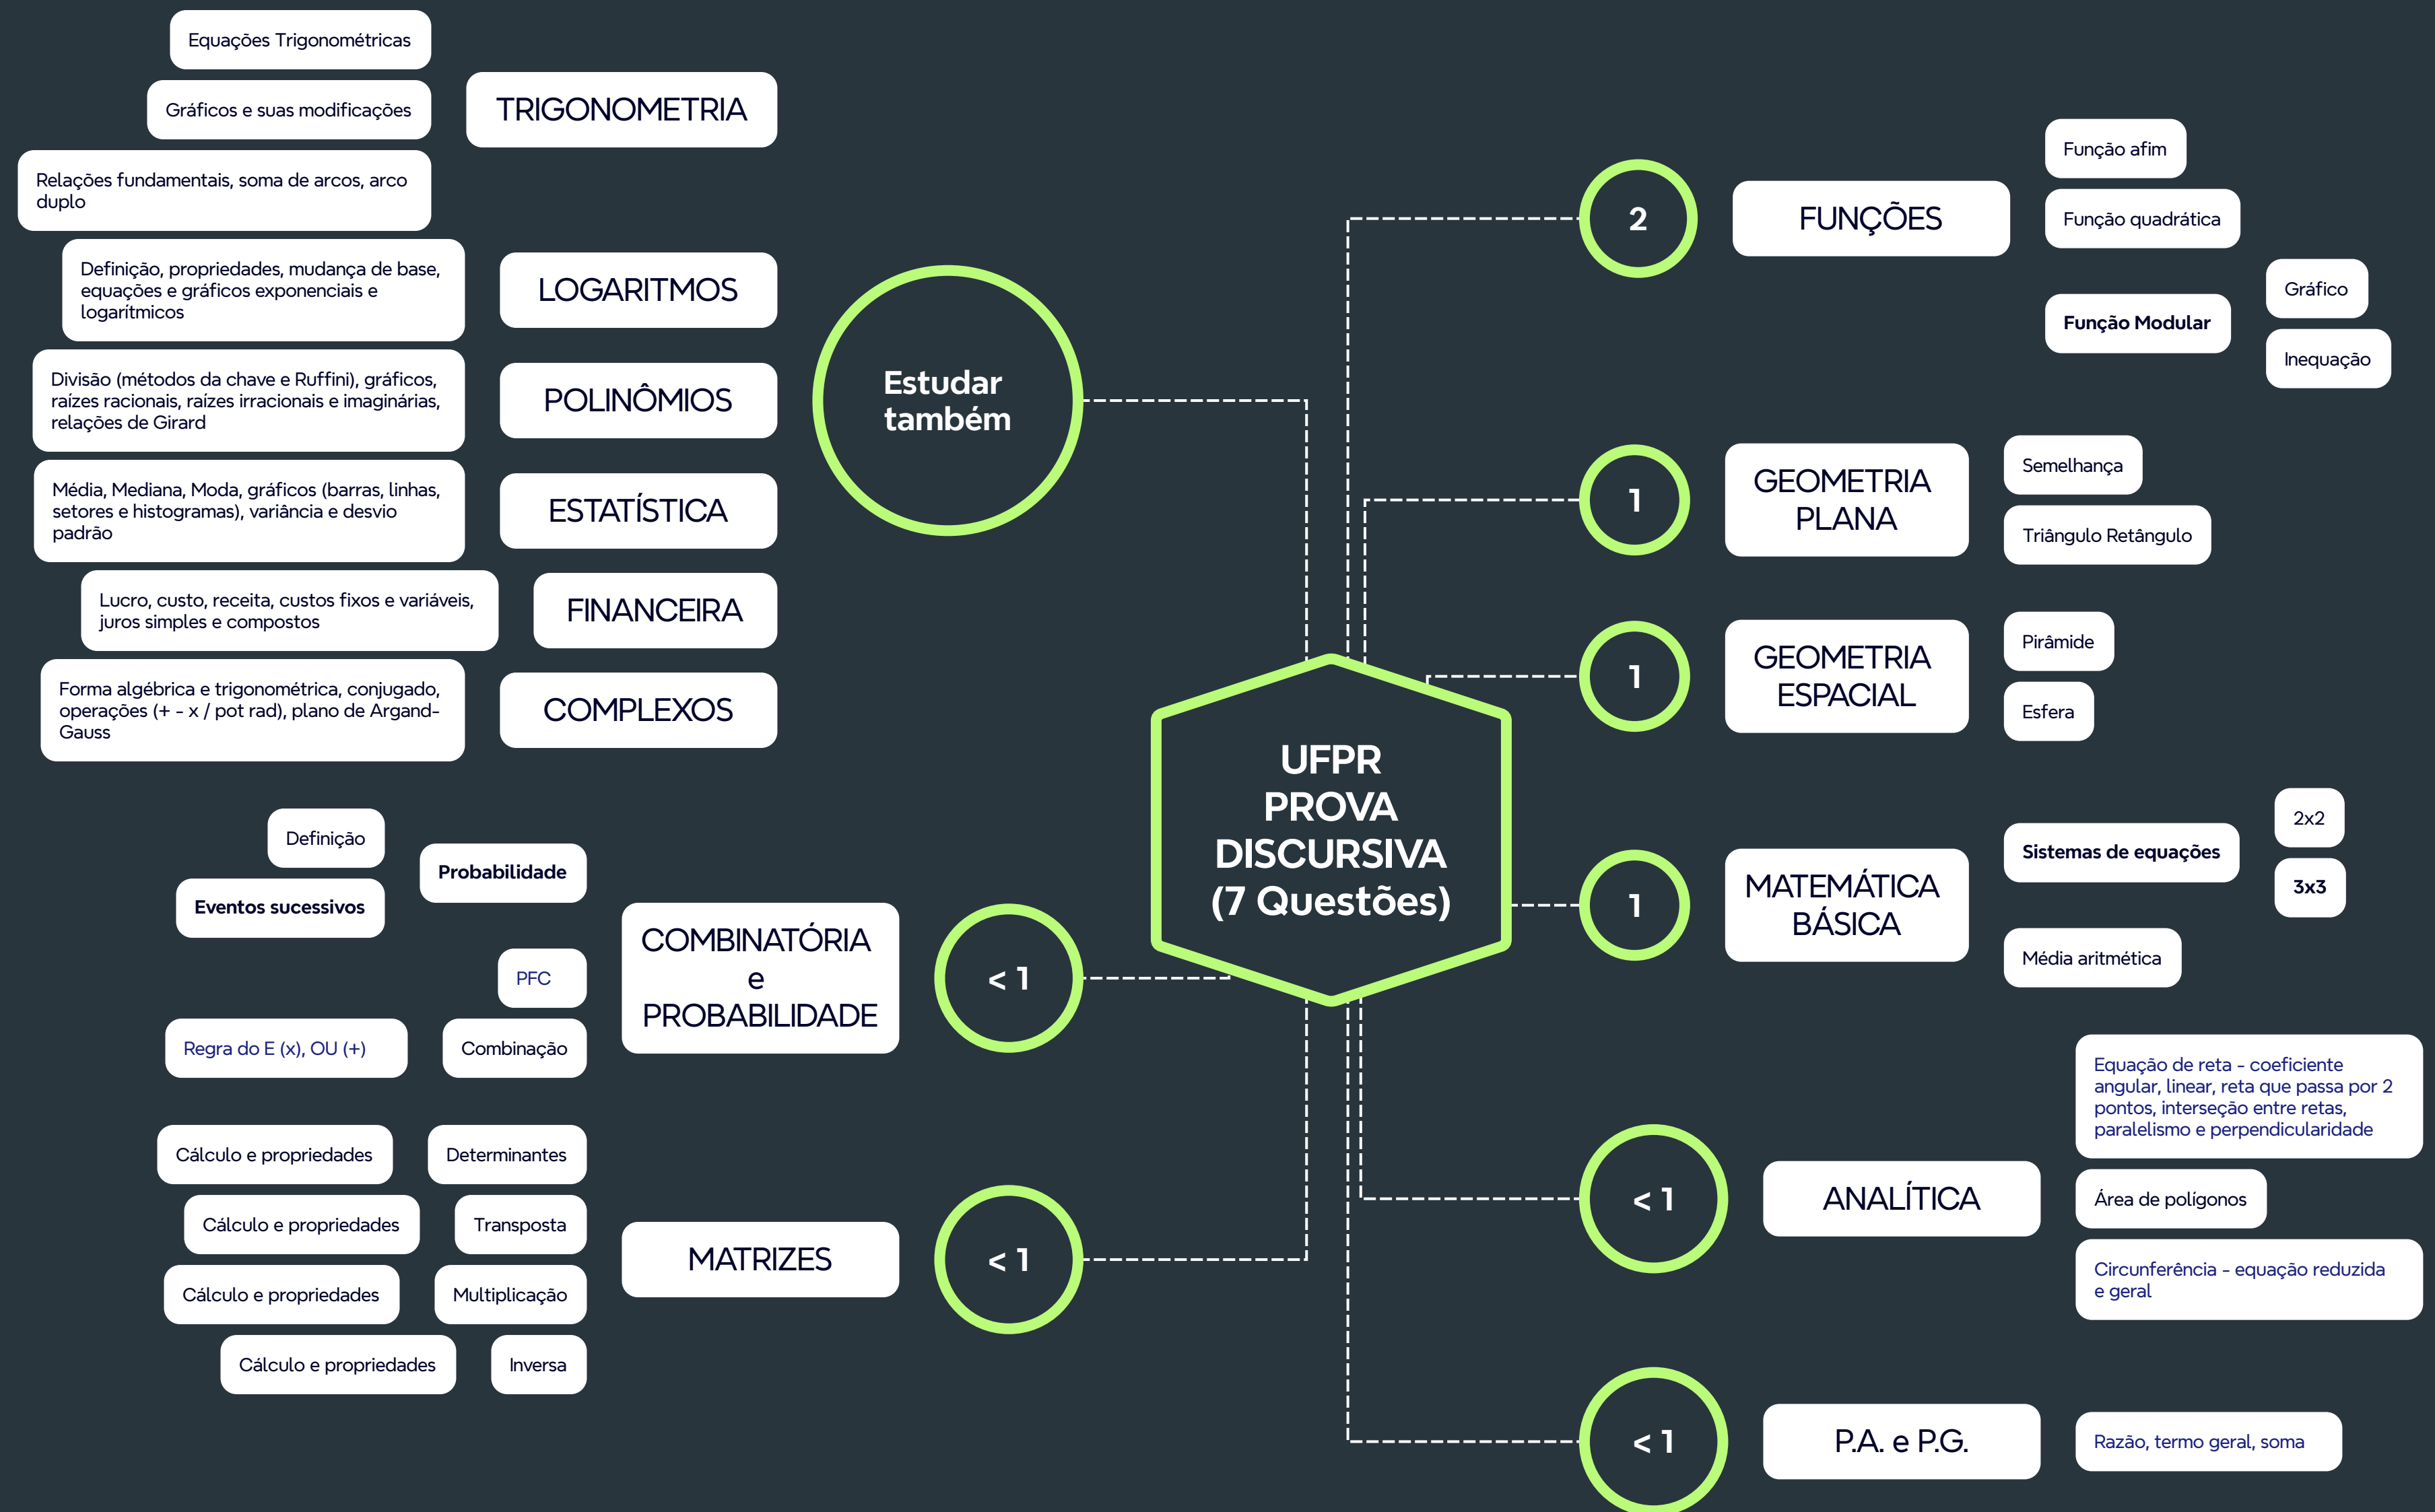 UFPR
PROVA
DISCURSIVA
(7 Questões)
2
FUNÇÕES
Função afim
Função quadrática
Função Modular
Gráfico
Inequação
1
GEOMETRIA
PLANA
Semelhança
Triângulo Retângulo
1
GEOMETRIA
ESPACIAL
Pirâmide
Esfera
1
MATEMÁTICA
BÁSICA
Sistemas de equações
2x2
3x3
Média aritmética
< 1
ANALÍTICA
Equação de reta - coeficiente
angular, linear, reta que passa por 2
pontos, interseção entre retas,
paralelismo e perpendicularidade
Área de polígonos
Circunferência - equação reduzida
e geral
< 1
P.A. e P.G.
Razão, termo geral, soma
Estudar
também
TRIGONOMETRIA
Equações Trigonométricas
Gráficos e suas modificações
Relações fundamentais, soma de arcos, arco
duplo
LOGARITMOS
Definição, propriedades, mudança de base,
equações e gráficos exponenciais e
logarítmicos
POLINÔMIOS
Divisão (métodos da chave e Ruffini), gráficos,
raízes racionais, raízes irracionais e imaginárias,
relações de Girard
ESTATÍSTICA
Média, Mediana, Moda, gráficos (barras, linhas,
setores e histogramas), variância e desvio
padrão
FINANCEIRA
Lucro, custo, receita, custos fixos e variáveis,
juros simples e compostos
COMPLEXOS
Forma algébrica e trigonométrica, conjugado,
operações (+ - x / pot rad), plano de Argand-
Gauss
< 1
COMBINATÓRIA
e
PROBABILIDADE
Probabilidade
Definição
Eventos sucessivos
PFC
Combinação
Regra do E (x), OU (+)
< 1
MATRIZES
Determinantes
Cálculo e propriedades
Transposta
Cálculo e propriedades
Multiplicação
Cálculo e propriedades
Inversa
Cálculo e propriedades